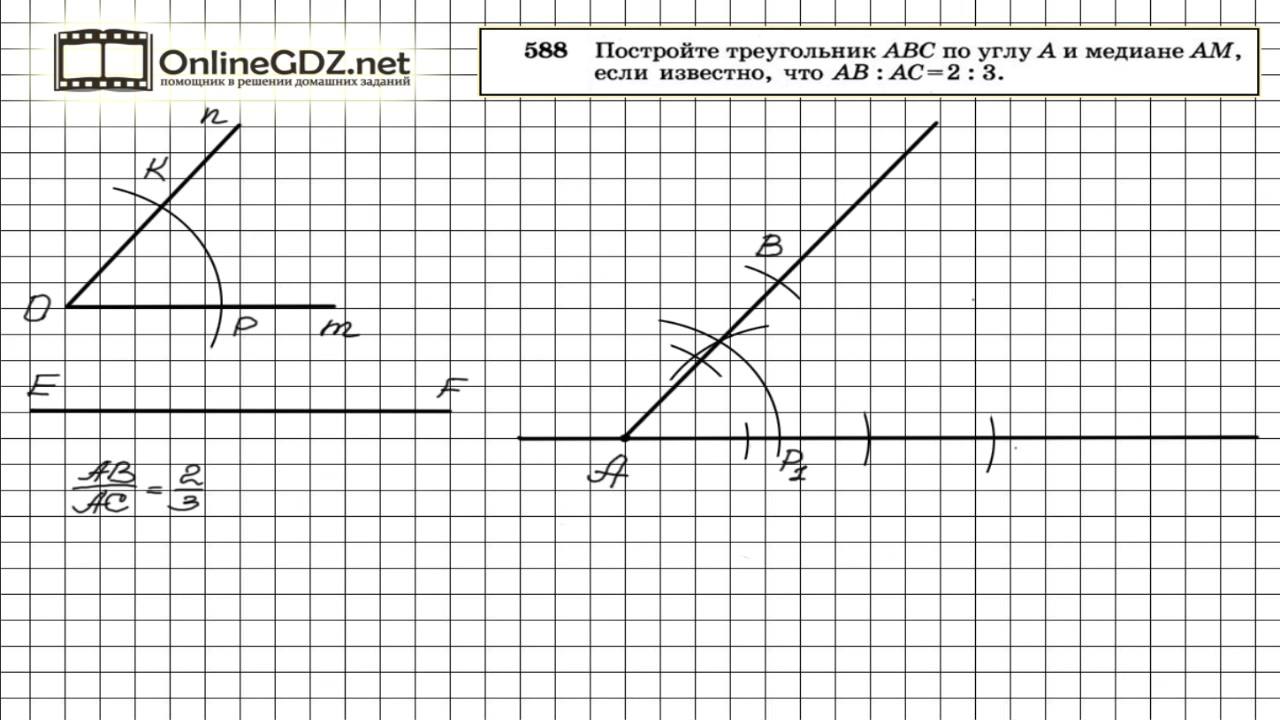 OnlineGDZ.net
помощник в решении домашних заданий
588 Постройте треугольник ABC по углу A и медиане AM,
если известно, что AB : AC=2 : 3.
n
K
O
P
m
E
F
AB
AC
=
2
3
B
A
P1